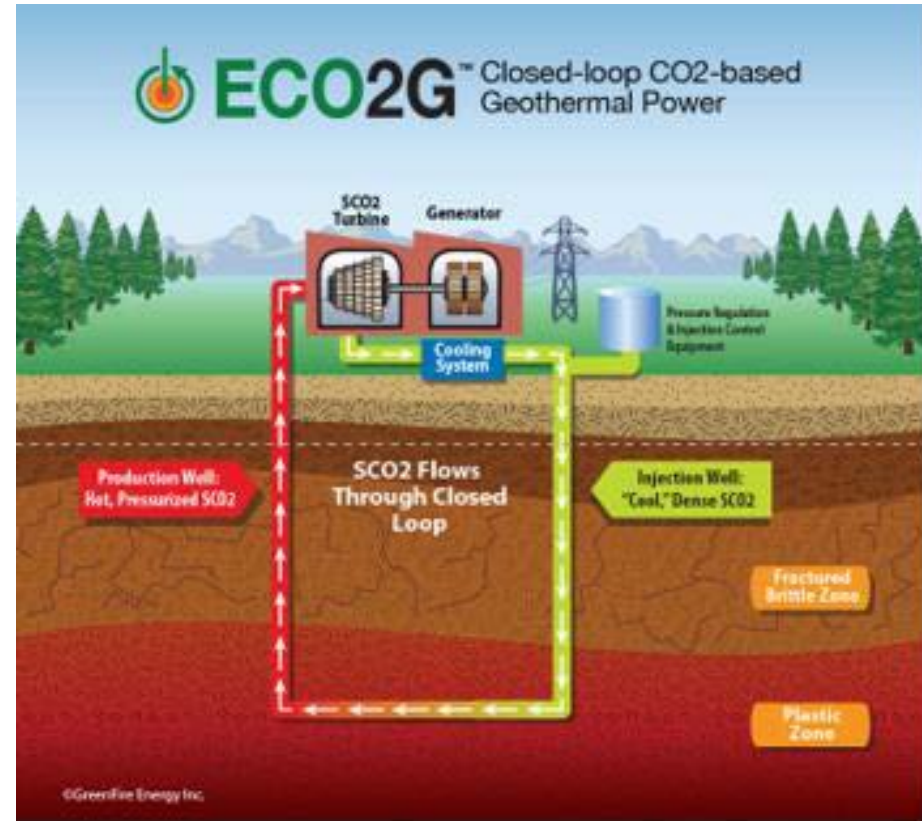 ECO2G™ Closed-loop CO2-based
Geothermal Power
SCO2
Turbine
Generator
Pressure Regulation
& Injection Control
Equipment
Cooling
System
Production Well:
Hot, Pressurized SCO2
SCO2 Flows
Through Closed
Loop
Injection Well:
"Cool," Dense SCO2
Fractured
Brittle Zone
Plastic
Zone
©GreenFire Energy Inc.